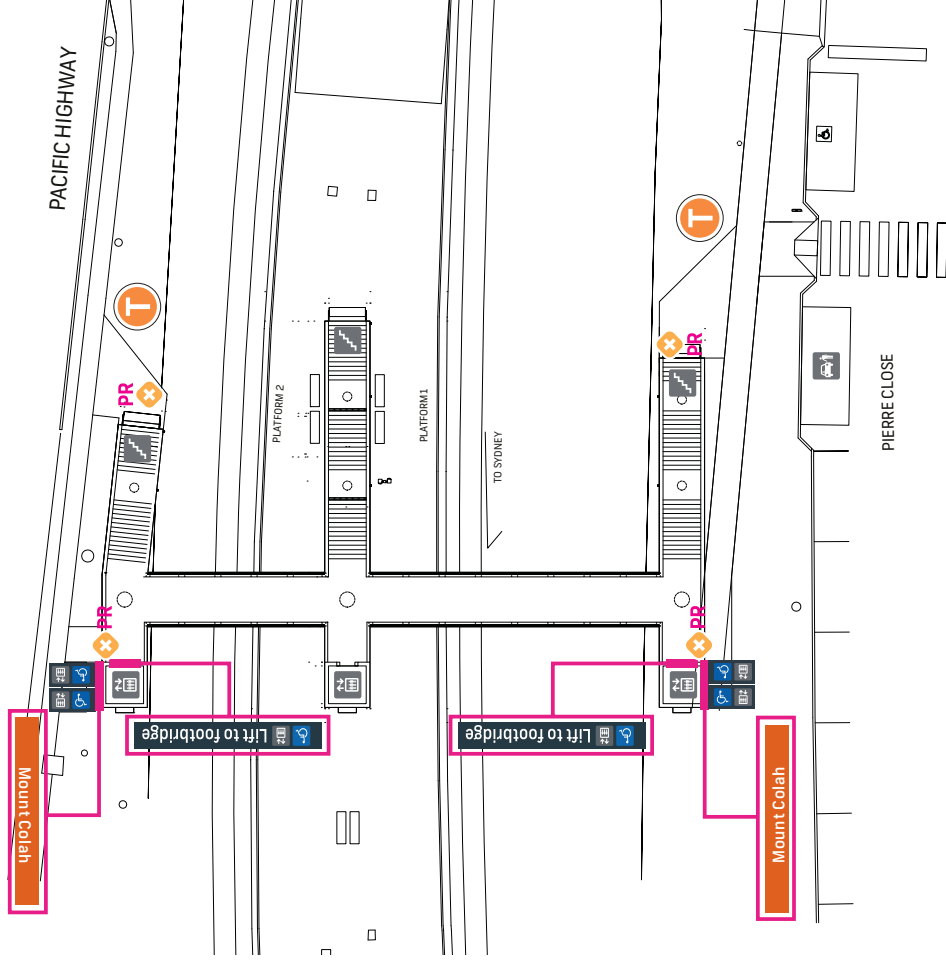 PACIFIC HIGHWAY
T
T
PR
PR
PLATFORM 2
PLATFORM 1
TO SYDNEY
PIERRE CLOSE
PR
PR
Lift to footbridge
Lift to footbridge
Mount Colah
Mount Colah